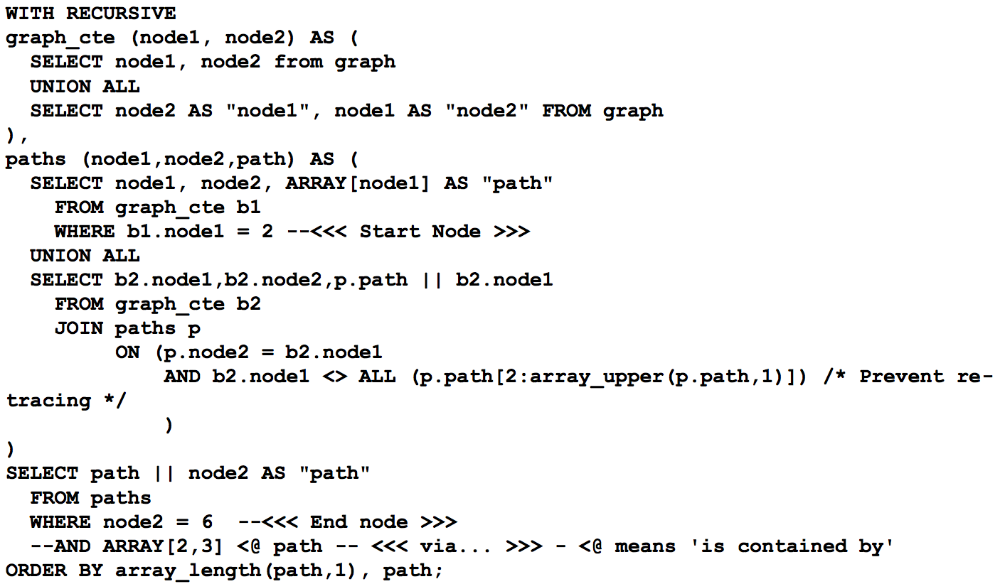 WITH RECURSIVE
graph_cte (node1, node2) AS (
  SELECT node1, node2 from graph
  UNION ALL
  SELECT node2 AS "node1", node1 AS "node2" FROM graph
),
paths (node1,node2,path) AS (
  SELECT node1, node2, ARRAY[node1] AS "path"
    FROM graph_cte b1
    WHERE b1.node1 = 2 --<<< Start Node >>>
  UNION ALL
  SELECT b2.node1,b2.node2,p.path || b2.node1
    FROM graph_cte b2
    JOIN paths p
         ON (p.node2 = b2.node1
             AND b2.node1 <> ALL (p.path[2:array_upper(p.path,1)]) /* Prevent re-
tracing */
             )
)
SELECT path || node2 AS "path"
  FROM paths
  WHERE node2 = 6  --<<< End node >>>
  --AND ARRAY[2,3] <@ path -- <<< via... >>> - <@ means 'is contained by'
ORDER BY array_length(path,1), path;